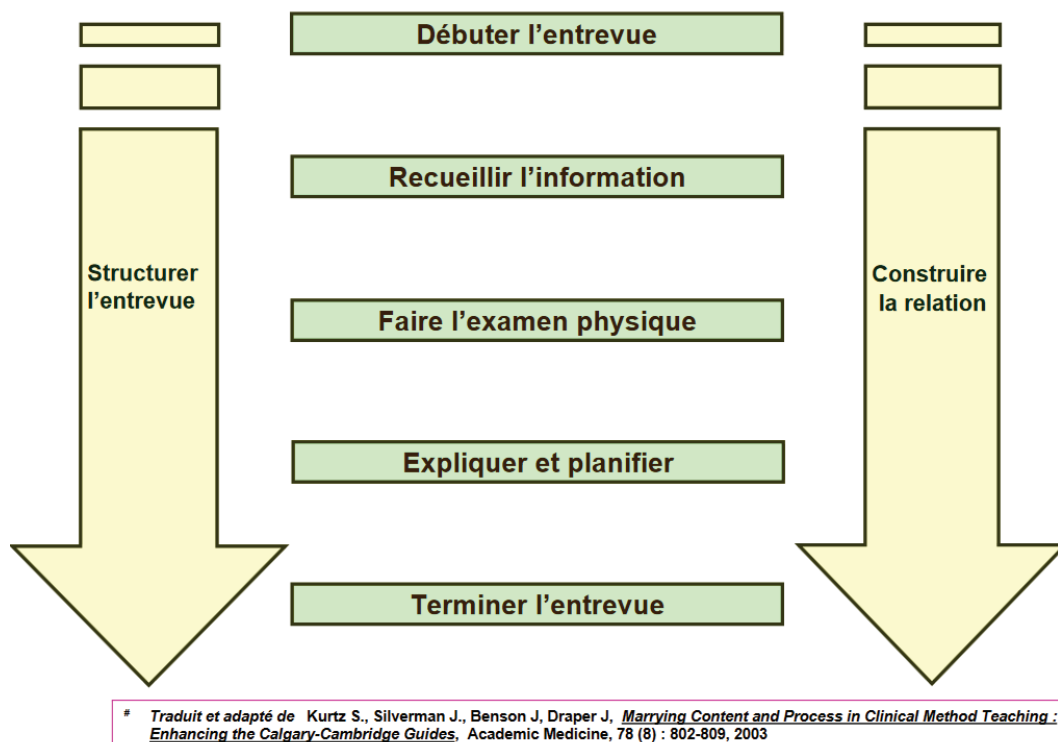 Débuter l’entrevue
Recueillir l’information
Structurer
l’entrevue
Construire
la relation
Faire l’examen physique
Expliquer et planifier
Terminer l’entrevue
# Traduit et adapté de Kurtz S., Silverman J., Benson J, Draper J, Marrying Content and Process in Clinical Method Teaching :
Enhancing the Calgary-Cambridge Guides, Academic Medicine, 78 (8) : 802-809, 2003